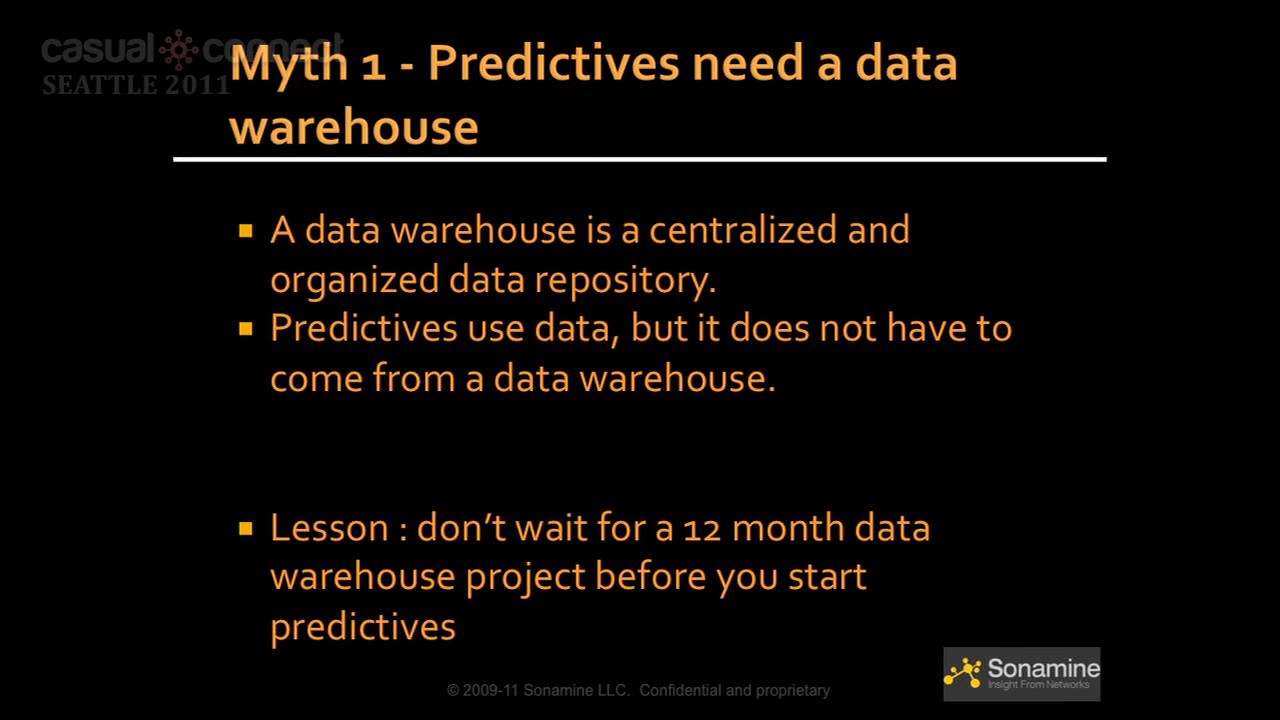 casual connect
SEATTLE 2011
Myth 1 - Predictives need a data
warehouse
■ A data warehouse is a centralized and
organized data repository.
■ Predictives use data, but it does not have to
come from a data warehouse.
■ Lesson : don’t wait for a 12 month data
warehouse project before you start
predictives
Sonamine
Insight From Networks
© 2009-11 Sonamine LLC. Confidential and proprietary